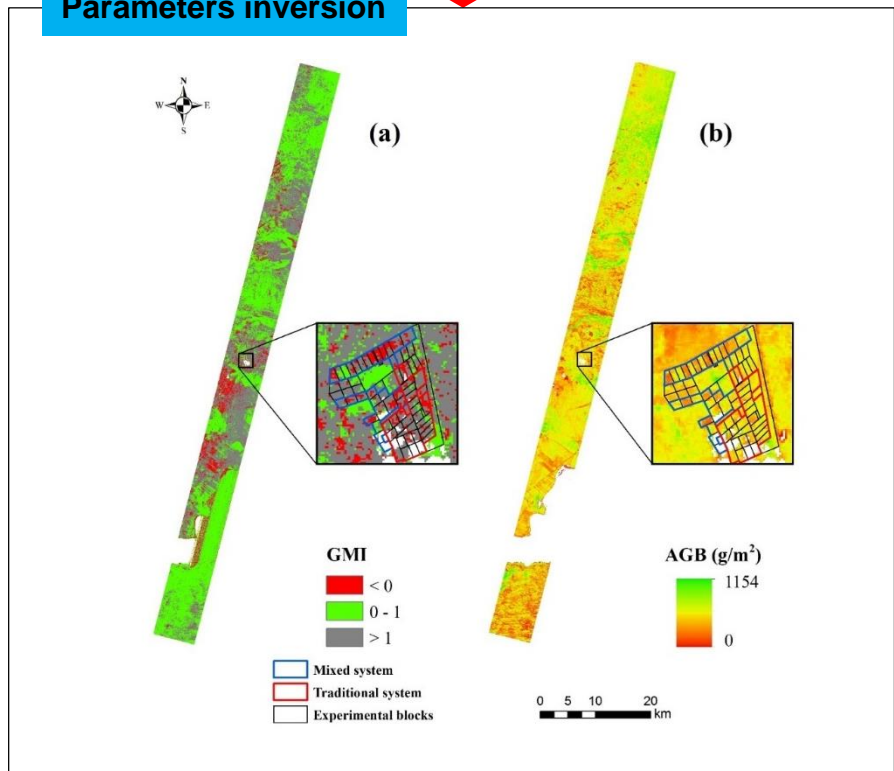 Parameters inversion
N
W E
S
(a)
(b)
GMI
< 0
0 - 1
> 1
AGB (g/m²)
1154
0
Mixed system
Traditional system
Experimental blocks
0 5 10 20
km